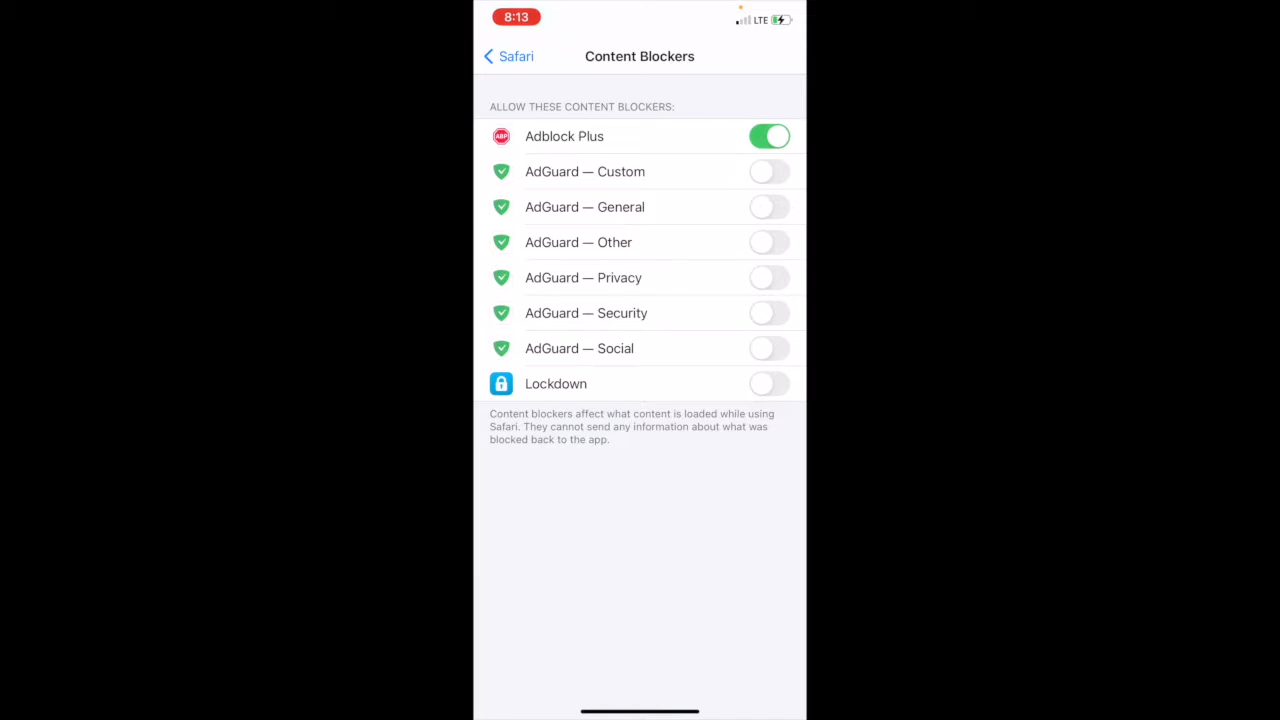 8:13
LTE
Safari
Content Blockers
ALLOW THESE CONTENT BLOCKERS:
ABP
Adblock Plus
AdGuard — Custom
AdGuard — General
AdGuard — Other
AdGuard — Privacy
AdGuard — Security
AdGuard — Social
Lockdown
Content blockers affect what content is loaded while using
Safari. They cannot send any information about what was
blocked back to the app.